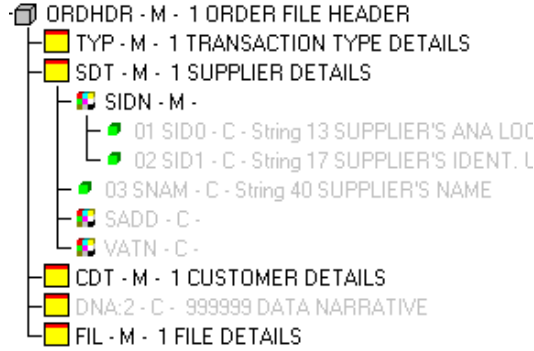 ORDHDR - M - 1 ORDER FILE HEADER
TYP - M - 1 TRANSACTION TYPE DETAILS
SDT - M - 1 SUPPLIER DETAILS
SIDN - M -
01 SID0 - C - String 13 SUPPLIER'S ANA LOC
02 SID1 - C - String 17 SUPPLIER'S IDENT. U
03 SNAM - C - String 40 SUPPLIER'S NAME
SADD - C -
VATN - C -
CDT - M - 1 CUSTOMER DETAILS
DNA:2 - C - 999999 DATA NARRATIVE
FIL - M - 1 FILE DETAILS